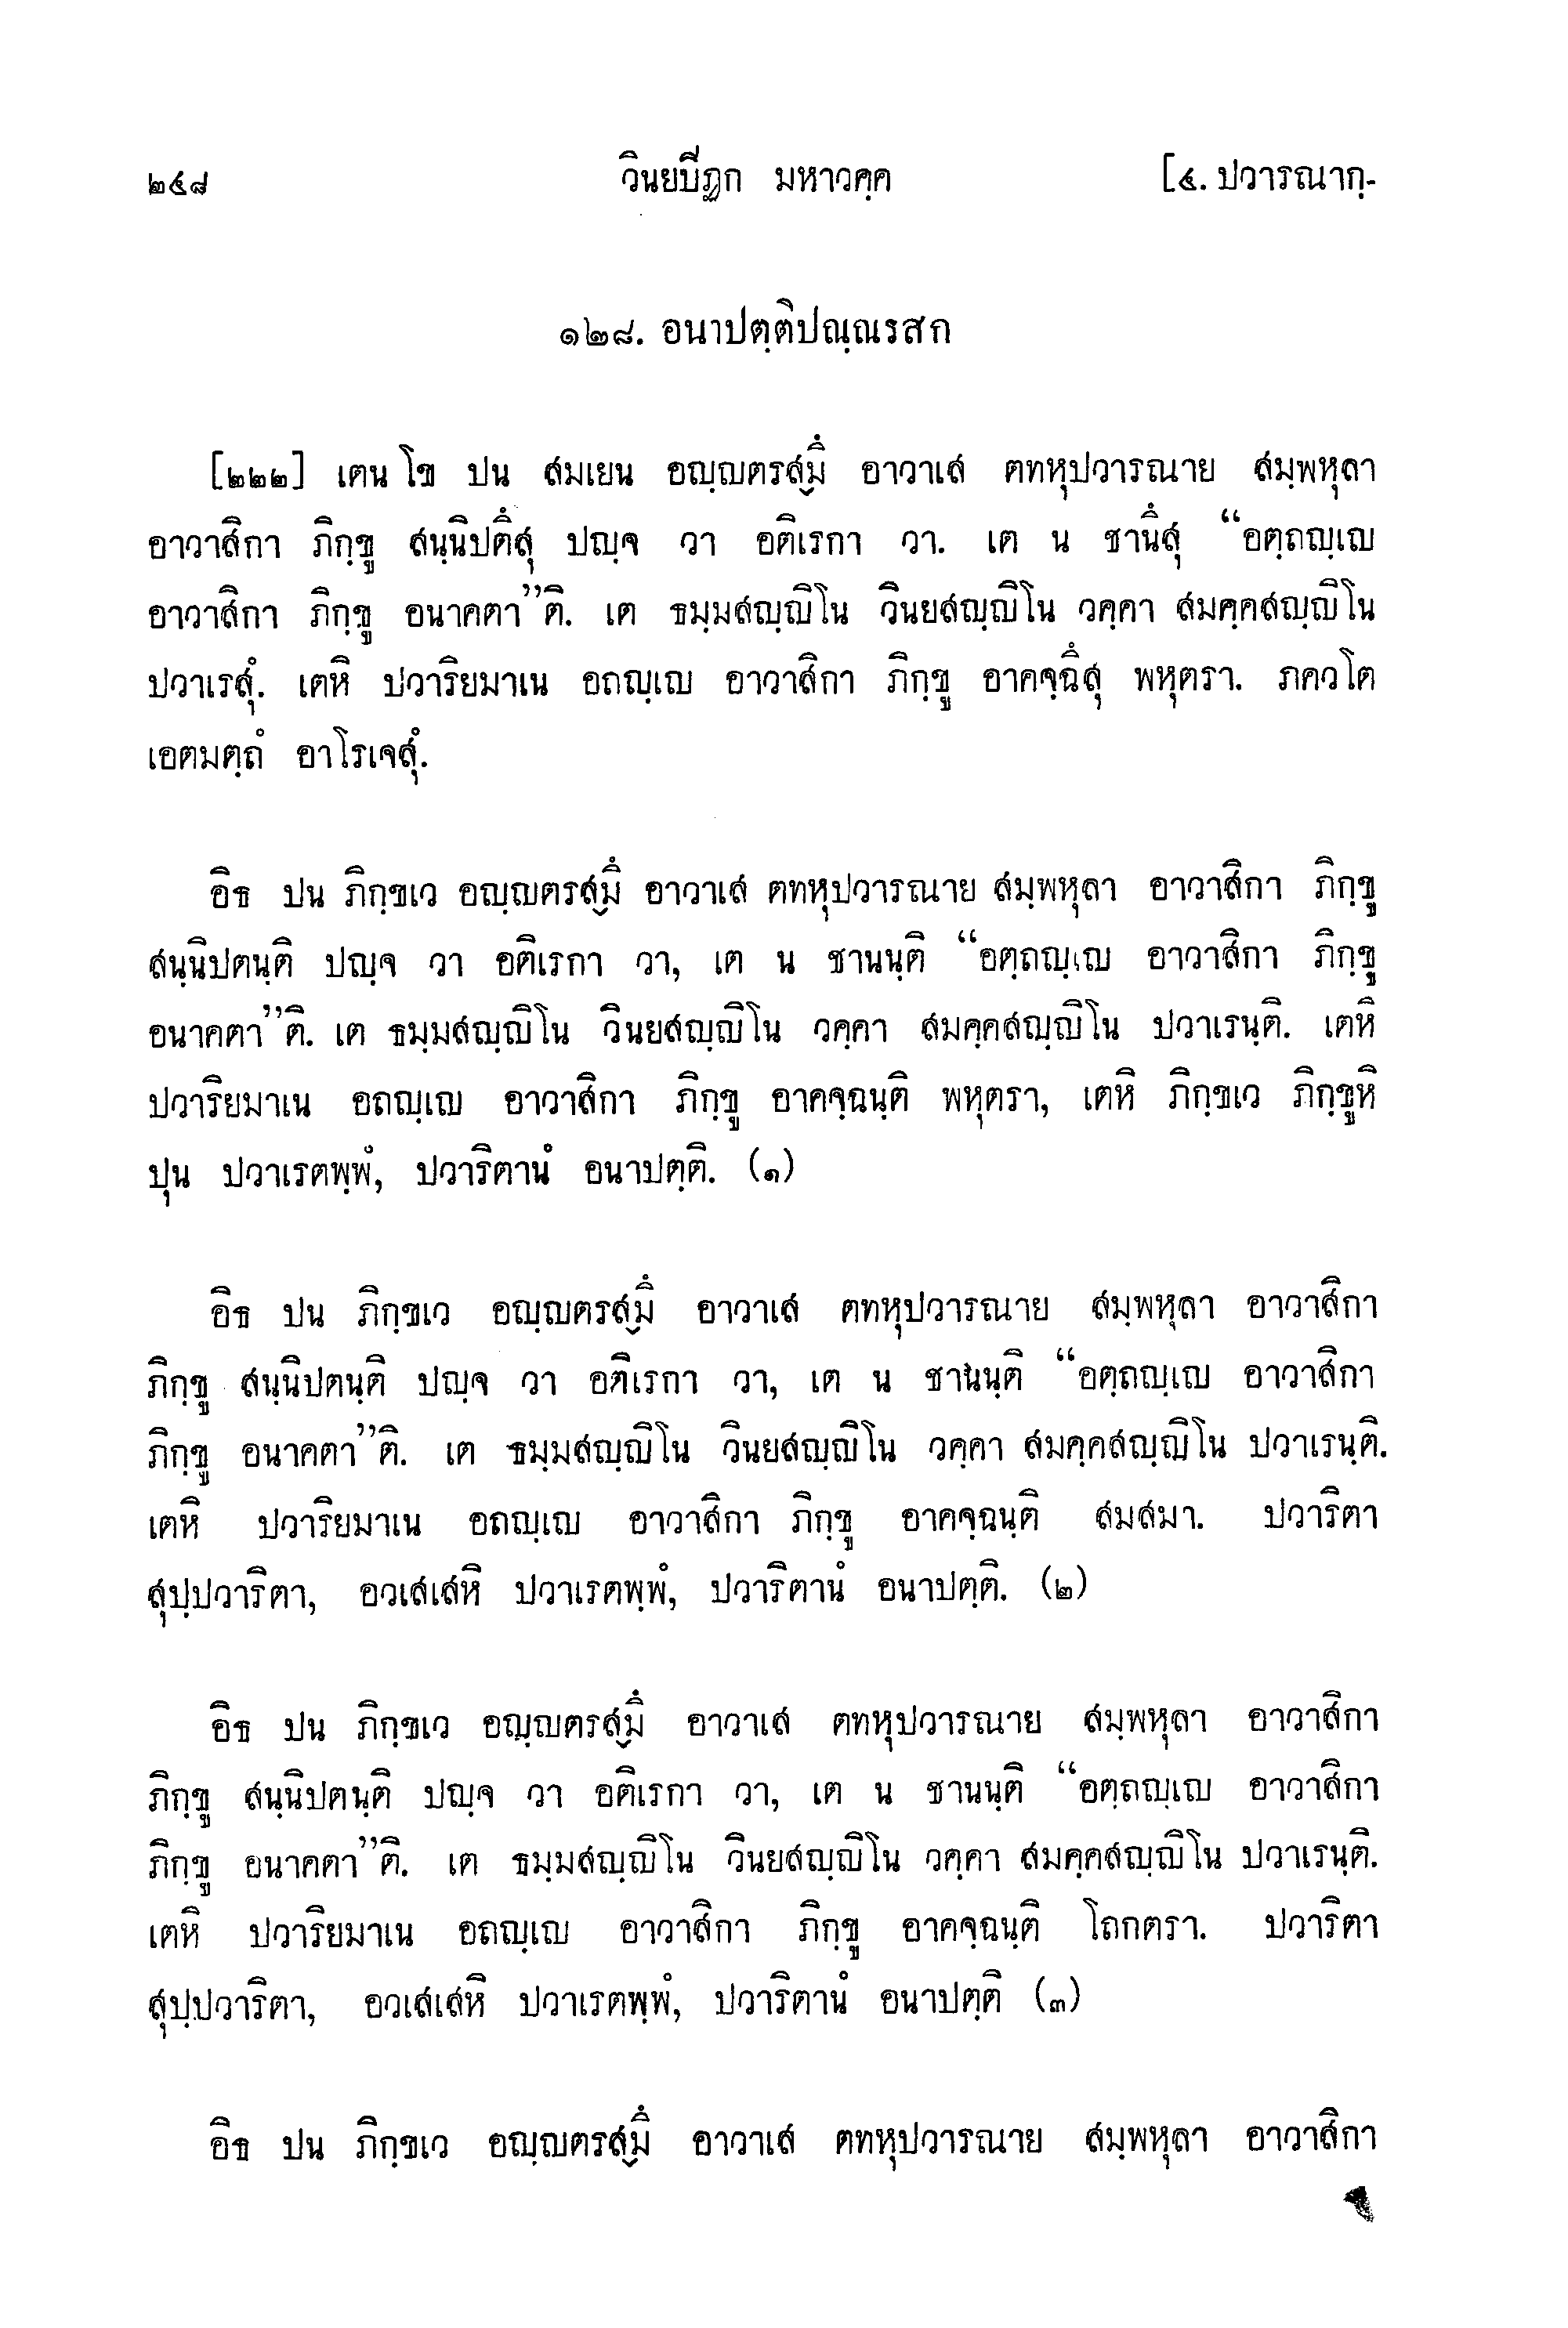 ๒๔๘ วินยบีฏก มหาวคฺค [๔. ปวารณากฺ-
๑๒๘. อนาปตฺติปณฺณรสก
[๒๒๒] เตน โข ปน สมเยน อญฺญตรสฺมึ อาวาเส ตทหุปวารณาย สมฺพหุลา
อาวาสิกา ภิกฺขู สนฺนิปตึสุ ปญฺจ วา อติเรกา วา. เต น ชานึสุ “อตฺถญฺเญ
อาวาสิกา ภิกฺขู อนาคตา”ติ. เต ธมฺมสญฺญิโน วินยสญฺญิโน วคฺคา สมคฺคสญฺญิโน
ปวาเรสุํ. เตหิ ปวาริยมาเน อถญฺเญ อาวาสิกา ภิกฺขู อาคจฺฉึสุ พหุตรา. ภควโต
เอตมตฺถํ อาโรเจสุํ.
อิธ ปน ภิกฺขเว อญฺญตรสฺมึ อาวาเส ตทหุปวารณาย สมฺพหุลา อาวาสิกา ภิกฺขู
สนฺนิปตนฺติ ปญฺจ วา อติเรกา วา, เต น ชานนฺติ “อตฺถญฺเญ อาวาสิกา ภิกฺขู
อนาคตา”ติ. เต ธมฺมสญฺญิโน วินยสญฺญิโน วคฺคา สมคฺคสญฺญิโน ปวาเรนฺติ. เตหิ
ปวาริยมาเน อถญฺเญ อาวาสิกา ภิกฺขู อาคจฺฉนฺติ พหุตรา, เตหิ ภิกฺขเว ภิกฺขูหิ
ปุน ปวาเรตพฺพํ, ปวาริตานํ อนาปตฺติ. (๑)
อิธ ปน ภิกฺขเว อญฺญตรสฺมึ อาวาเส ตทหุปวารณาย สมฺพหุลา อาวาสิกา
ภิกฺขู สนฺนิปตนฺติ ปญฺจ วา อติเรกา วา, เต น ชานนฺติ “อตฺถญฺเญ อาวาสิกา
ภิกฺขู อนาคตา”ติ. เต ธมฺมสญฺญิโน วินยสญฺญิโน วคฺคา สมคฺคสญฺญิโน ปวาเรนฺติ.
เตหิ ปวาริยมาเน อถญฺเญ อาวาสิกา ภิกฺขู อาคจฺฉนฺติ สมสมา. ปวาริตา
สุปฺปวาริตา, อวเสเสหิ ปวาเรตพฺพํ, ปวาริตานํ อนาปตฺติ. (๒)
อิธ ปน ภิกฺขเว อญฺญตรสฺมึ อาวาเส ตทหุปวารณาย สมฺพหุลา อาวาสิกา
ภิกฺขู สนฺนิปตนฺติ ปญฺจ วา อติเรกา วา, เต น ชานนฺติ “อตฺถญฺเญ อาวาสิกา
ภิกฺขู อนาคตา”ติ. เต ธมฺมสญฺญิโน วินยสญฺญิโน วคฺคา สมคฺคสญฺญิโน ปวาเรนฺติ.
เตหิ ปวาริยมาเน อถญฺเญ อาวาสิกา ภิกฺขู อาคจฺฉนฺติ โถกตรา. ปวาริตา
สุปฺปวาริตา, อวเสเสหิ ปวาเรตพฺพํ, ปวาริตานํ อนาปตฺติ (๓)
อิธ ปน ภิกฺขเว อญฺญตรสฺมึ อาวาเส ตทหุปวารณาย สมฺพหุลา อาวาสิกา